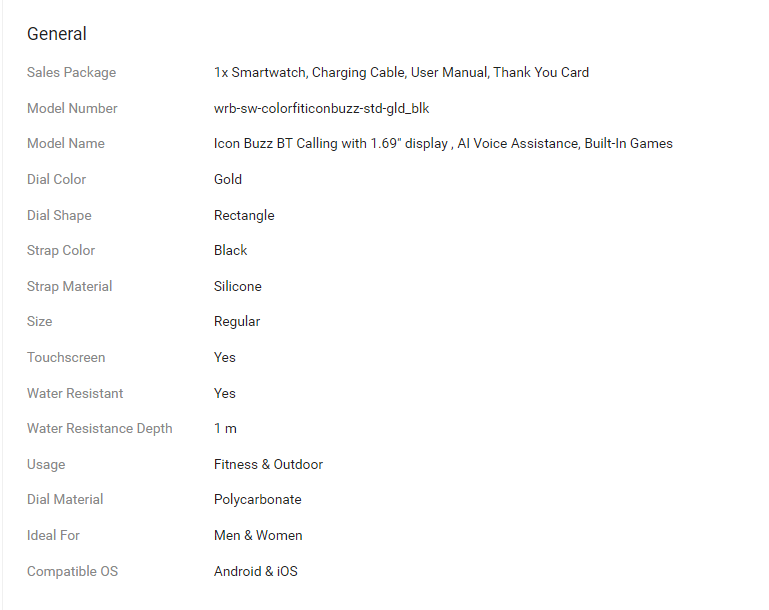 General
Sales Package 1x Smartwatch, Charging Cable, User Manual, Thank You Card
Model Number wrb-sw-colorfiticonbuzz-std-gld_blk
Model Name Icon Buzz BT Calling with 1.69" display , AI Voice Assistance, Built-In Games
Dial Color Gold
Dial Shape Rectangle
Strap Color Black
Strap Material Silicone
Size Regular
Touchscreen Yes
Water Resistant Yes
Water Resistance Depth 1 m
Usage Fitness & Outdoor
Dial Material Polycarbonate
Ideal For Men & Women
Compatible OS Android & iOS